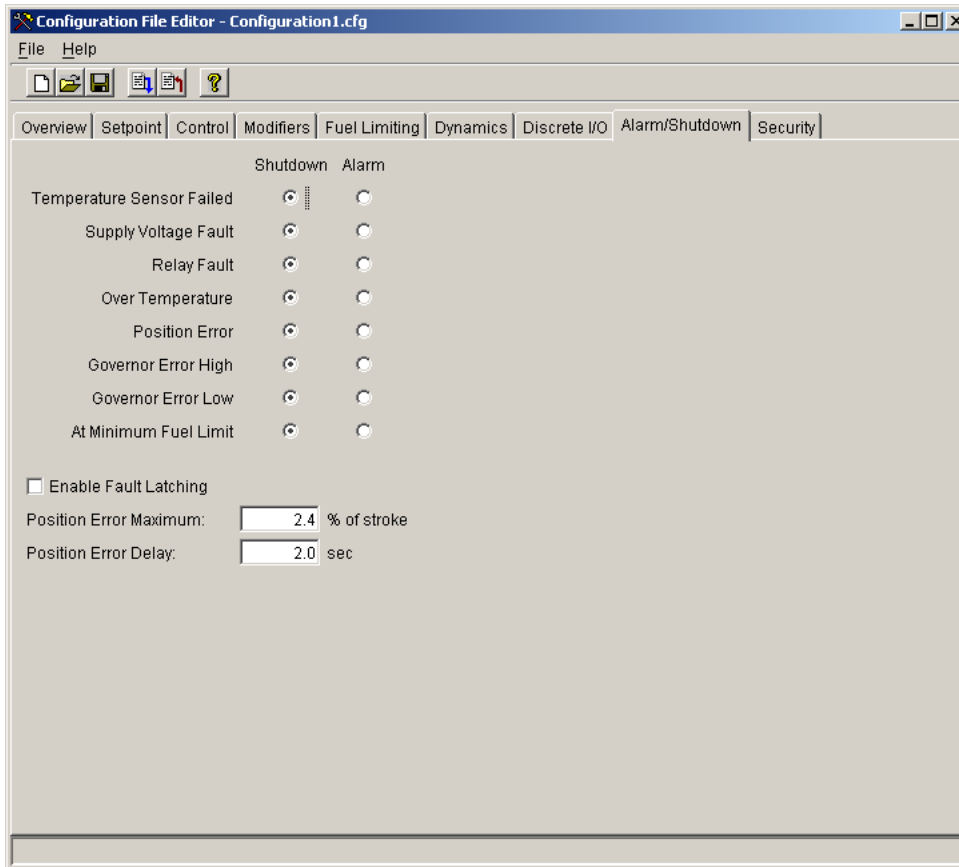 Configuration File Editor - Configuration1.cfg
File Help
Overview Setpoint Control Modifiers Fuel Limiting Dynamics Discrete I/O Alarm/Shutdown Security
Shutdown Alarm
Temperature Sensor Failed
Supply Voltage Fault
Relay Fault
Over Temperature
Position Error
Governor Error High
Governor Error Low
At Minimum Fuel Limit
Enable Fault Latching
Position Error Maximum: 2.4 % of stroke
Position Error Delay: 2.0 sec